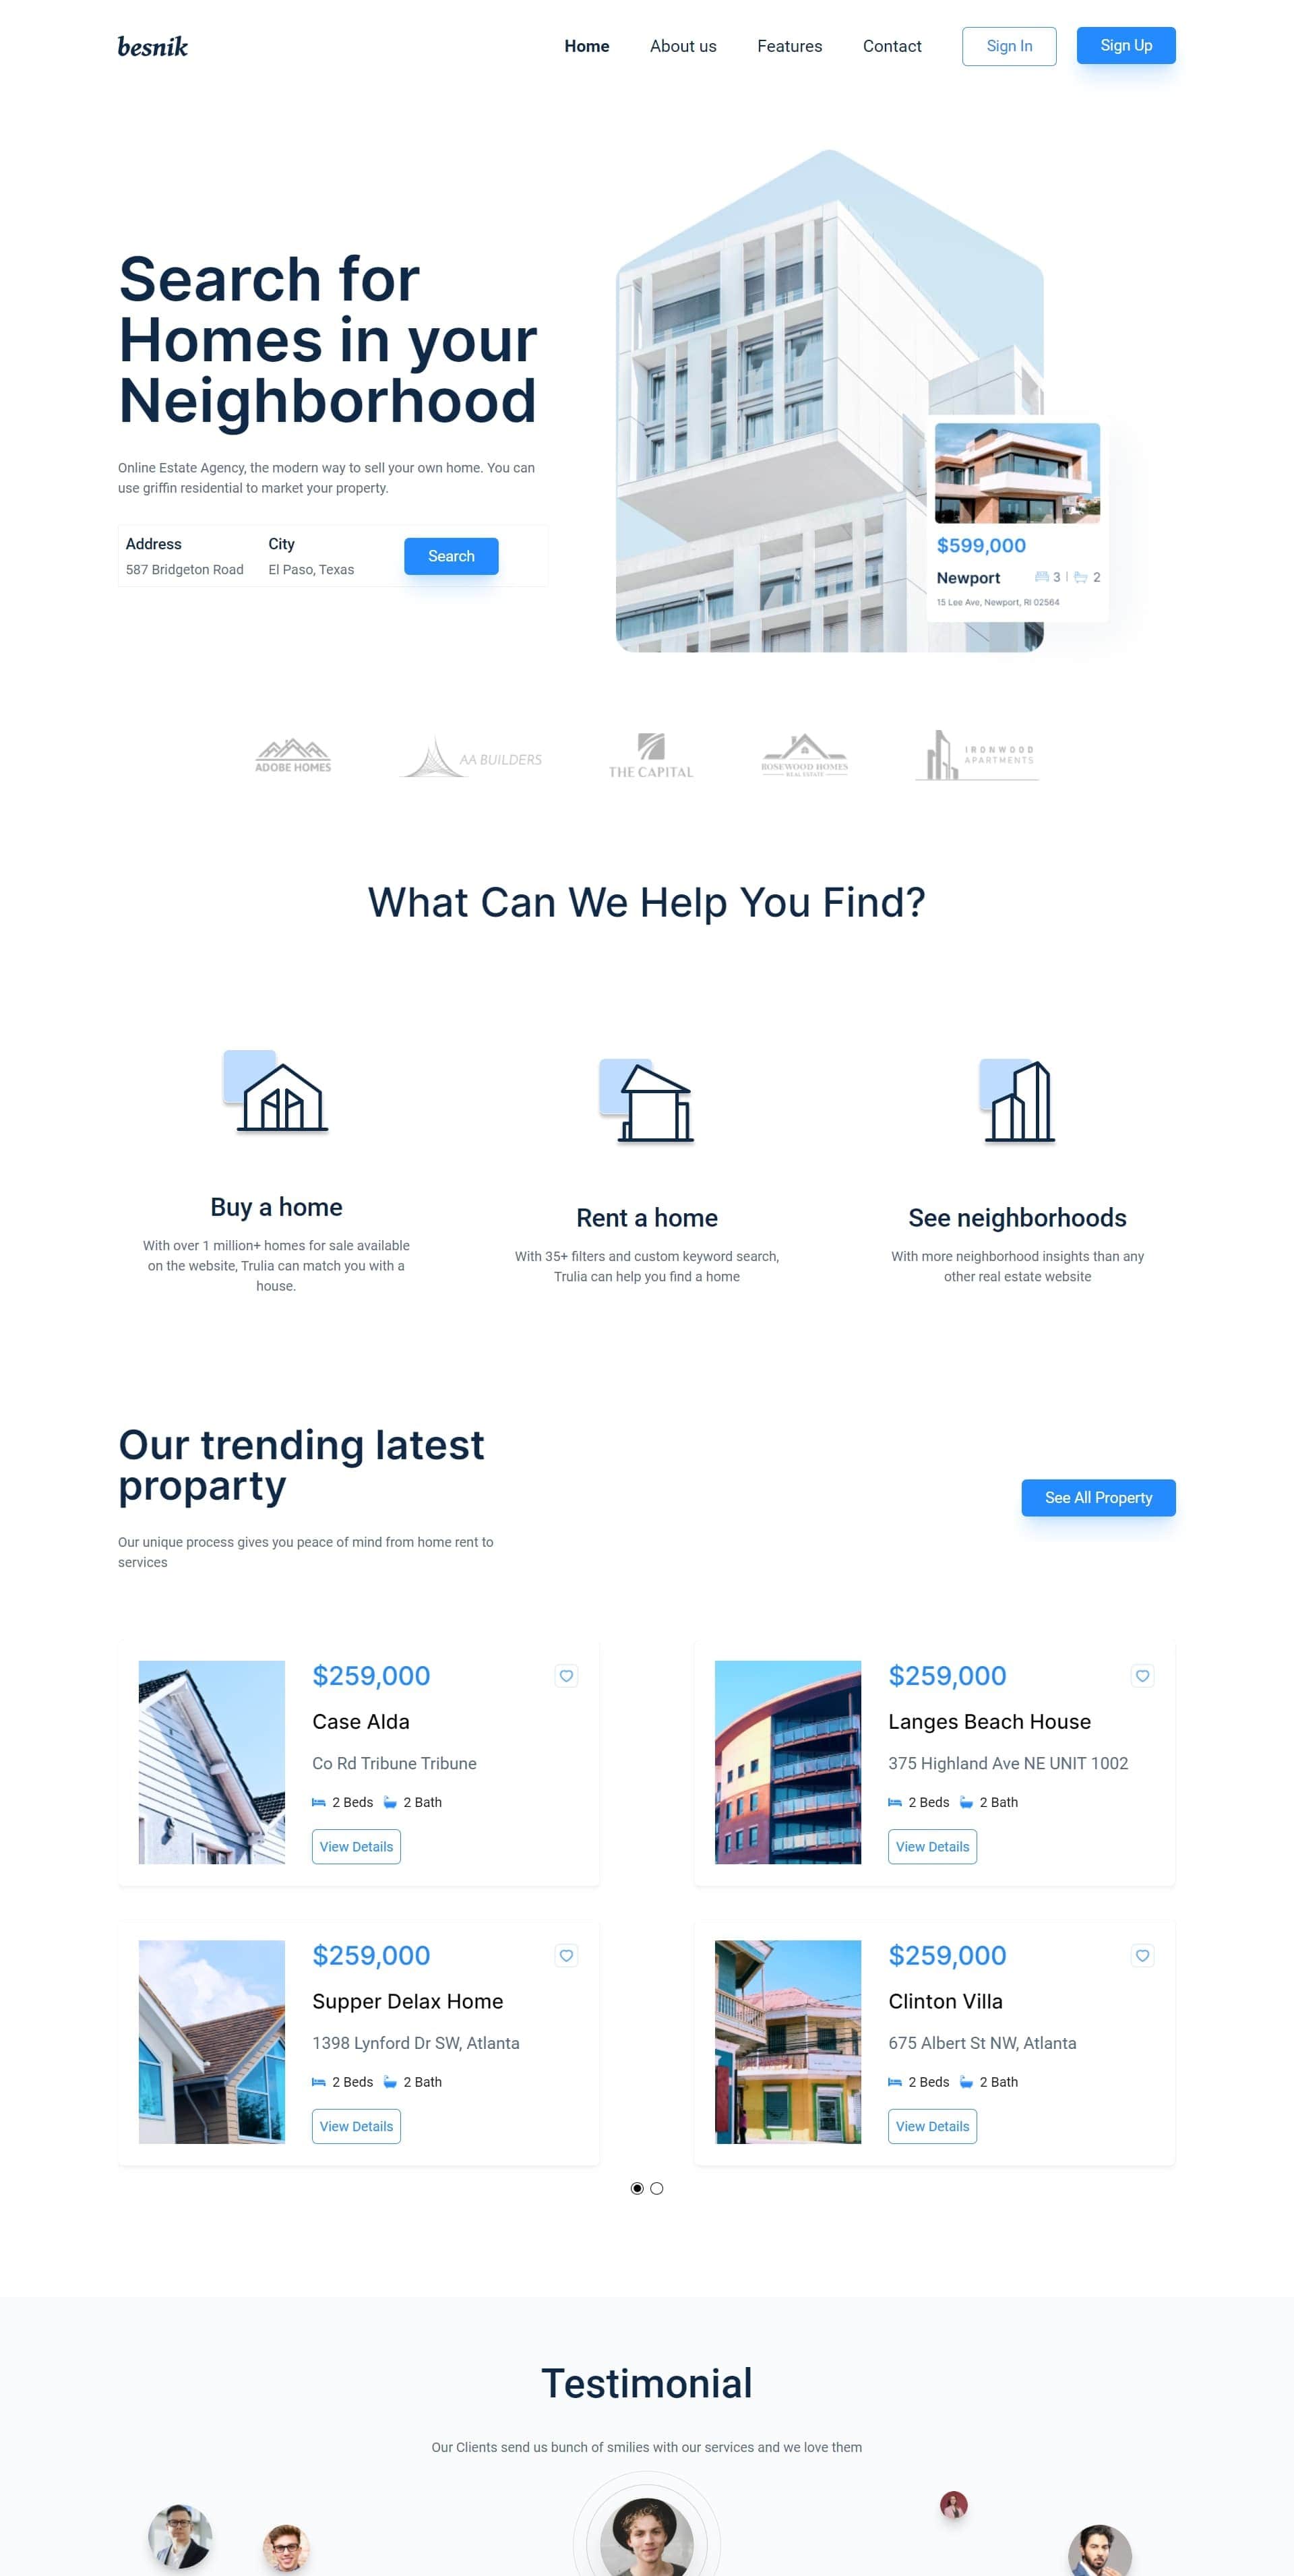 besnik
Home
About us
Features
Contact
Sign In
Sign Up
Search for
Homes in your
Neighborhood
Online Estate Agency, the modern way to sell your own home. You can
use griffin residential to market your property.
Address
City
587 Bridgeton Road
El Paso, Texas
Search
$599,000
Newport
3
2
15 Lee Ave, Newport, RI 02564
ADOBE HOMES
AA BUILDERS
THE CAPITAL
ROSEWOOD HOMES
REAL ESTATE
IRONWOOD
APARTMENTS
What Can We Help You Find?
Buy a home
With over 1 million+ homes for sale available
on the website, Trulia can match you with a
house.
Rent a home
With 35+ filters and custom keyword search,
Trulia can help you find a home
See neighborhoods
With more neighborhood insights than any
other real estate website
Our trending latest
proparty
Our unique process gives you peace of mind from home rent to
services
See All Property
$259,000
Case Alda
Co Rd Tribune Tribune
2 Beds 2 Bath
View Details
$259,000
Langes Beach House
375 Highland Ave NE UNIT 1002
2 Beds 2 Bath
View Details
$259,000
Supper Delax Home
1398 Lynford Dr SW, Atlanta
2 Beds 2 Bath
View Details
$259,000
Clinton Villa
675 Albert St NW, Atlanta
2 Beds 2 Bath
View Details
Testimonial
Our Clients send us bunch of smilies with our services and we love them